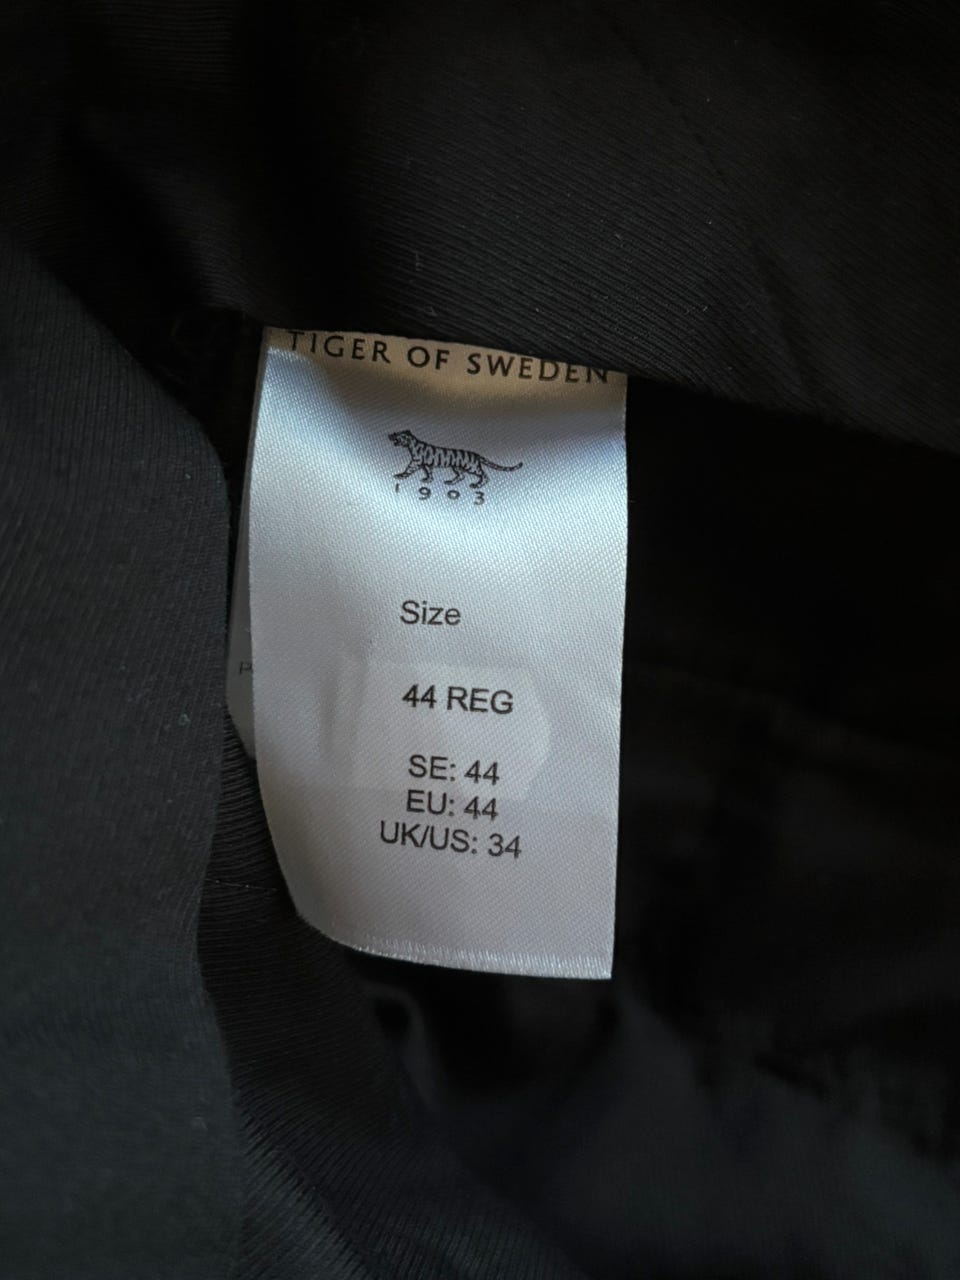 TIGER OF SWEDEN
1903
Size
44 REG
SE: 44
EU: 44
UK/US: 34